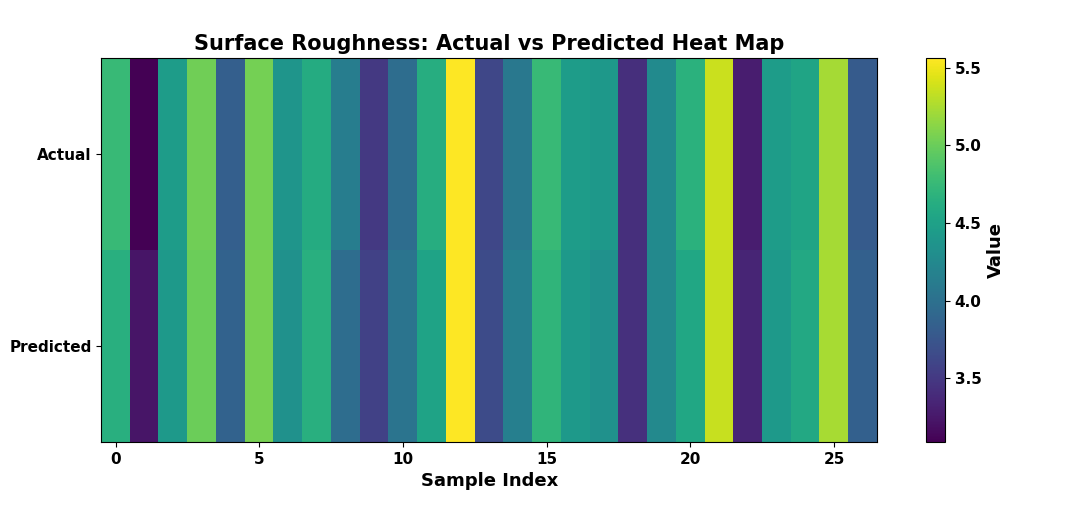 Surface Roughness: Actual vs Predicted Heat Map
Actual
Predicted
0 5 10 15 20 25
Sample Index
5.5
5.0
4.5
4.0
3.5
Value